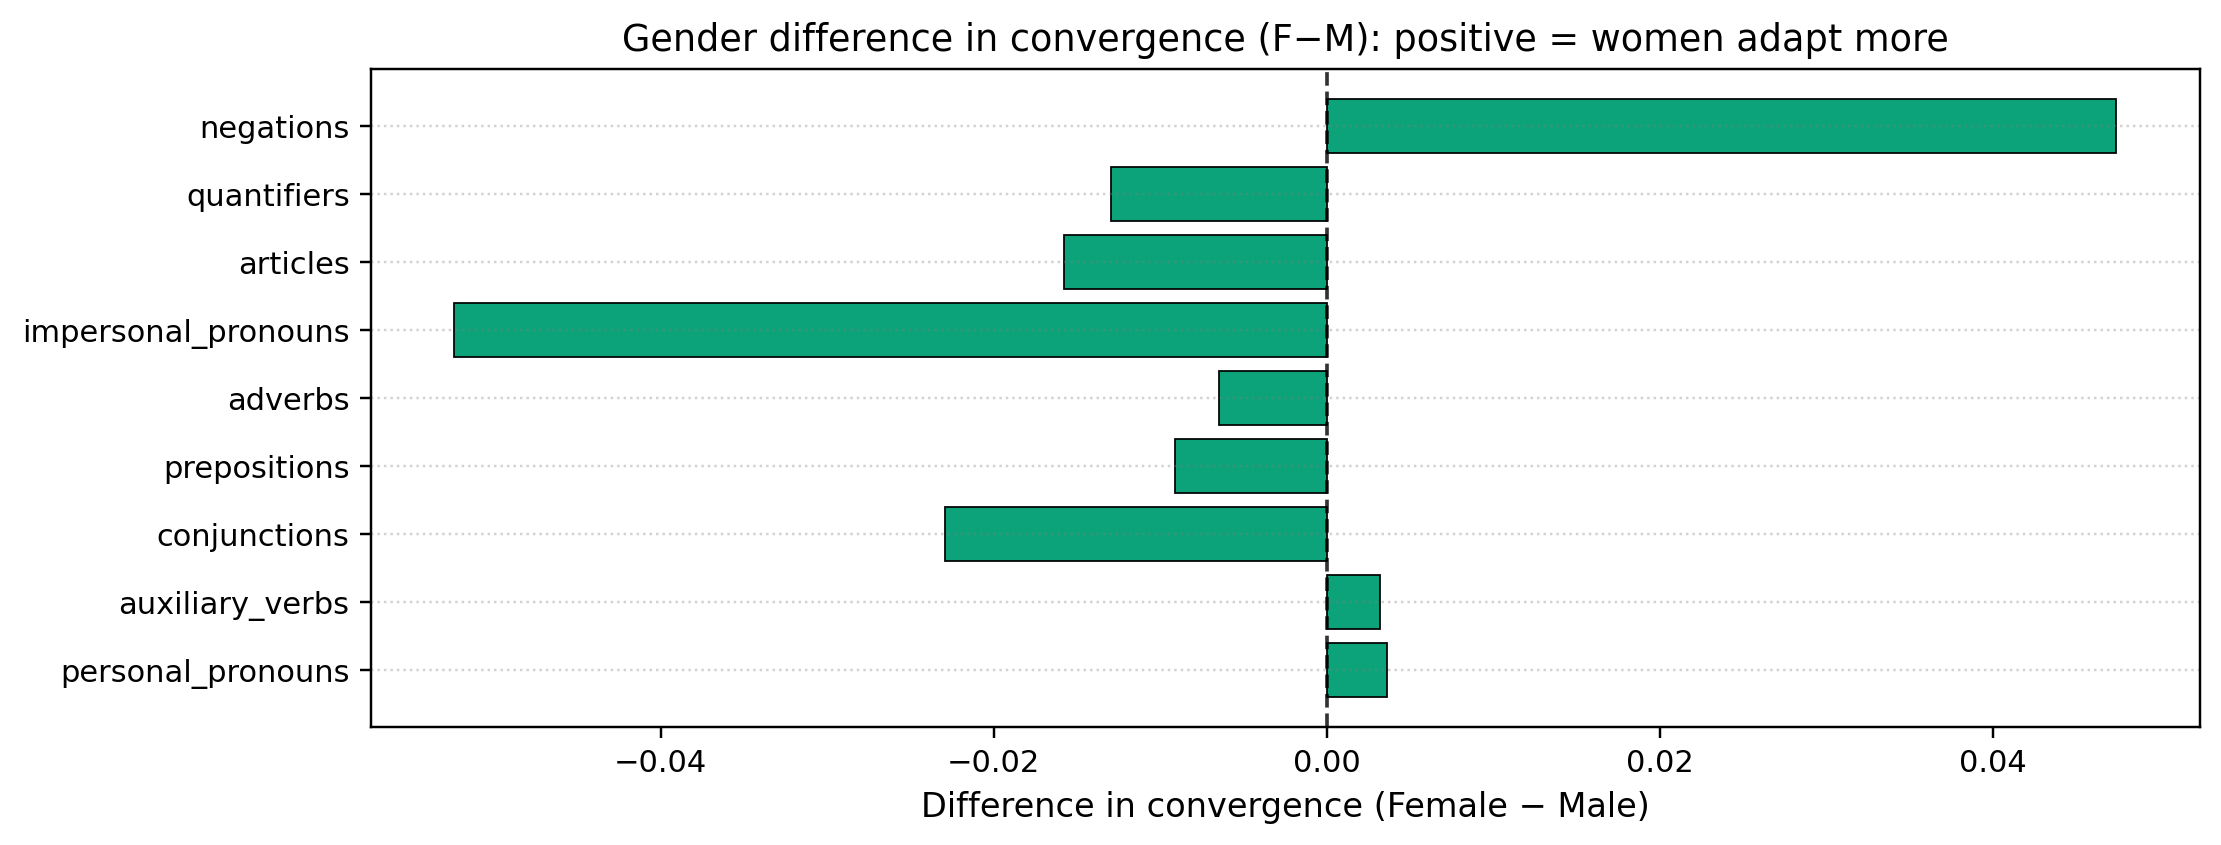 Gender difference in convergence (F−M): positive = women adapt more
negations
quantifiers
articles
impersonal_pronouns
adverbs
prepositions
conjunctions
auxiliary_verbs
personal_pronouns
−0.04 −0.02 0.00 0.02 0.04
Difference in convergence (Female − Male)